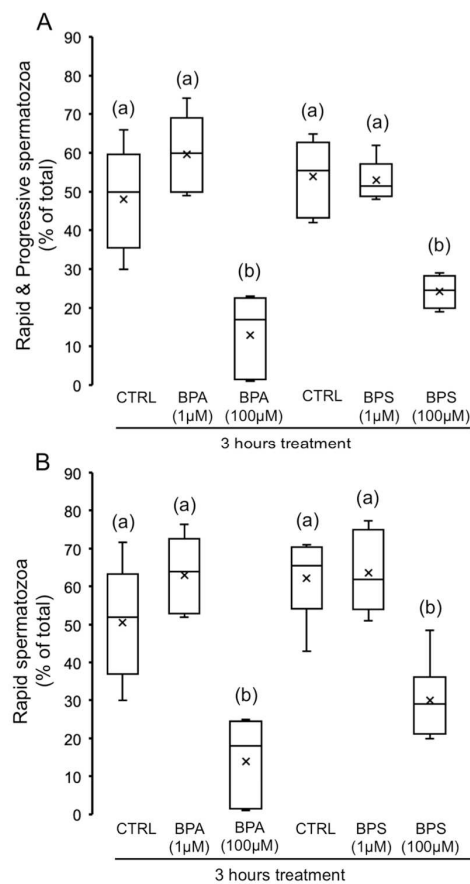 A
Rapid & Progressive spermatozoa
(% of total)
90
80
70
60
50
40
30
20
10
0
(a)
(a)
(b)
(a)
(a)
(b)
CTRL BPA BPA CTRL BPS BPS
(1µM) (100µM) (1µM) (100µM)
3 hours treatment
B
Rapid spermatozoa
(% of total)
90
80
70
60
50
40
30
20
10
0
(a)
(a)
(b)
(a)
(a)
(b)
CTRL BPA BPA CTRL BPS BPS
(1µM) (100µM) (1µM) (100µM)
3 hours treatment